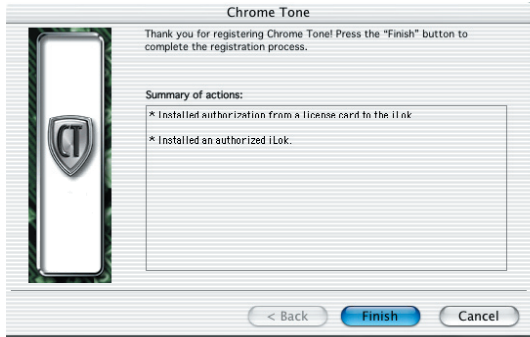 Chrome Tone
Thank you for registering Chrome Tone! Press the “Finish” button to
complete the registration process.
Summary of actions:
* Installed authorization from a license card to the iLok
* Installed an authorized iLok.
CT
< Back
Finish
Cancel